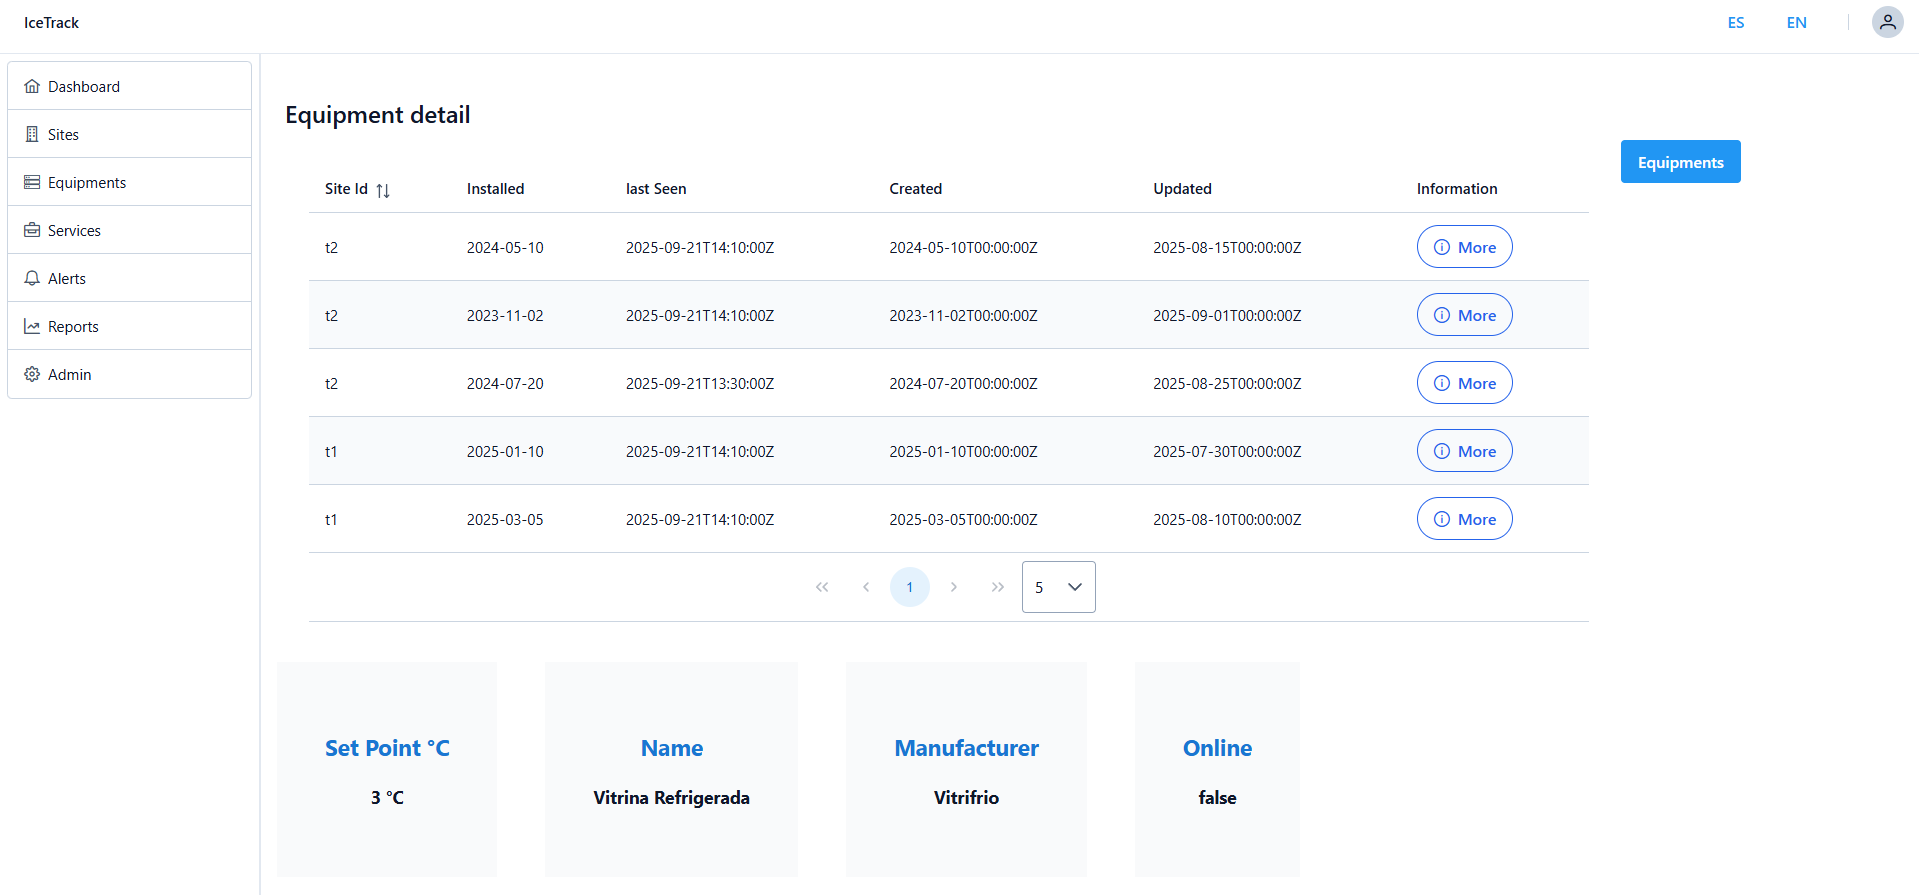 IceTrack
ES EN
Dashboard
Sites
Equipments
Services
Alerts
Reports
Admin
Equipment detail
Equipments
Site Id Installed last Seen Created Updated Information
t2 2024-05-10 2025-09-21T14:10:00Z 2024-05-10T00:00:00Z 2025-08-15T00:00:00Z More
t2 2023-11-02 2025-09-21T14:10:00Z 2023-11-02T00:00:00Z 2025-09-01T00:00:00Z More
t2 2024-07-20 2025-09-21T13:30:00Z 2024-07-20T00:00:00Z 2025-08-25T00:00:00Z More
t1 2025-01-10 2025-09-21T14:10:00Z 2025-01-10T00:00:00Z 2025-07-30T00:00:00Z More
t1 2025-03-05 2025-09-21T14:10:00Z 2025-03-05T00:00:00Z 2025-08-10T00:00:00Z More
1 5
Set Point °C
3 °C
Name
Vitrina Refrigerada
Manufacturer
Vitrifrio
Online
false